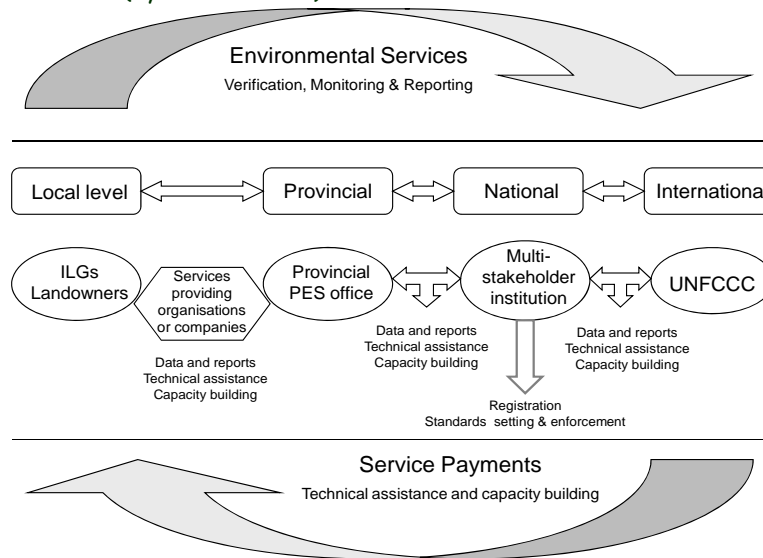 Environmental Services
Verification, Monitoring & Reporting
Local level
Provincial
National
Internationa
ILGs
Landowners
Services
providing
organisations
or companies
Provincial
PES office
Multi-
stakeholder
institution
UNFCCC
Data and reports
Technical assistance
Capacity building
Data and reports
Technical assistance
Capacity building
Data and reports
Technical assistance
Capacity building
Registration
Standards setting & enforcement
Service Payments
Technical assistance and capacity building